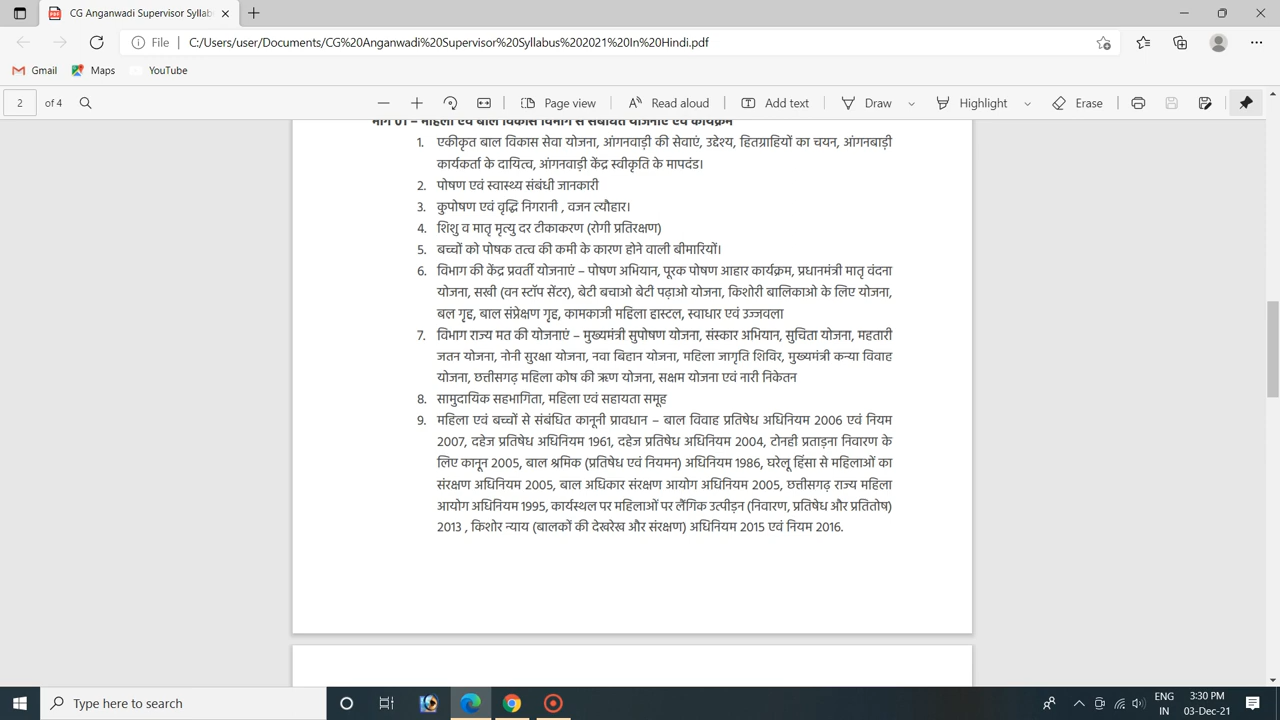 CG Anganwadi Supervisor Syllab
File C:/Users/user/Documents/CG%20Anganwadi%20Supervisor%20Syllabus%202021%20In%20Hindi.pdf
Gmail Maps YouTube
2 of 4 Page view Read aloud Add text Draw Highlight Erase
भाग 01 – महिला एवं बाल विकास विभाग से संबंधित योजनाएं एवं कार्यक्रम
1. एकीकृत बाल विकास सेवा योजना, आंगनवाड़ी की सेवाएं, उद्देश्य, हितग्राहियों का चयन, आंगनबाड़ी
कार्यकर्ता के दायित्व, आंगनवाड़ी केंद्र स्वीकृति के मापदंड।
2. पोषण एवं स्वास्थ्य संबंधी जानकारी
3. कुपोषण एवं वृद्धि निगरानी , वजन त्यौहार।
4. शिशु व मातृ मृत्यु दर टीकाकरण (रोगी प्रतिरक्षण)
5. बच्चों को पोषक तत्व की कमी के कारण होने वाली बीमारियों।
6. विभाग की केंद्र प्रवर्ती योजनाएं – पोषण अभियान, पूरक पोषण आहार कार्यक्रम, प्रधानमंत्री मातृ वंदना
योजना, सखी (वन स्टॉप सेंटर), बेटी बचाओ बेटी पढ़ाओ योजना, किशोरी बालिकाओ के लिए योजना,
बल गृह, बाल संप्रेक्षण गृह, कामकाजी महिला हास्टल, स्वाधार एवं उज्जवला
7. विभाग राज्य मत की योजनाएं – मुख्यमंत्री सुपोषण योजना, संस्कार अभियान, सुचिता योजना, महतारी
जतन योजना, नोनी सुरक्षा योजना, नवा बिहान योजना, महिला जागृति शिविर, मुख्यमंत्री कन्या विवाह
योजना, छत्तीसगढ़ महिला कोष की ऋण योजना, सक्षम योजना एवं नारी निकेतन
8. सामुदायिक सहभागिता, महिला एवं सहायता समूह
9. महिला एवं बच्चों से संबंधित कानूनी प्रावधान – बाल विवाह प्रतिषेध अधिनियम 2006 एवं नियम
2007, दहेज प्रतिषेध अधिनियम 1961, दहेज प्रतिषेध अधिनियम 2004, टोनही प्रताड़ना निवारण के
लिए कानून 2005, बाल श्रमिक (प्रतिषेध एवं नियमन) अधिनियम 1986, घरेलू हिंसा से महिलाओं का
संरक्षण अधिनियम 2005, बाल अधिकार संरक्षण आयोग अधिनियम 2005, छत्तीसगढ़ राज्य महिला
आयोग अधिनियम 1995, कार्यस्थल पर महिलाओं पर लैंगिक उत्पीड़न (निवारण, प्रतिषेध और प्रतितोष)
2013 , किशोर न्याय (बालकों की देखरेख और संरक्षण) अधिनियम 2015 एवं नियम 2016.
Type here to search
ENG 3:30 PM
IN 03-Dec-21